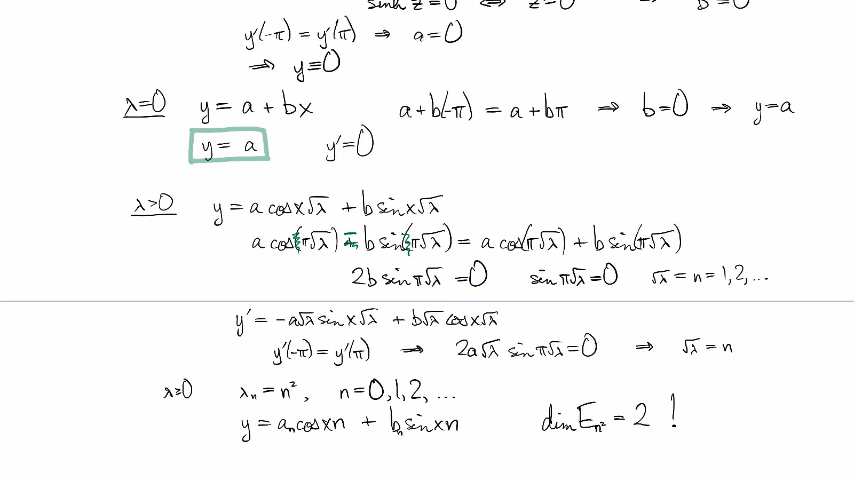 sinh z=0 ⇔ z=0 ⇒ b=0
y'(-π) = y'(π) ⇒ a=0
⇒ y≡0
λ=0 y = a + bx a+b(-π) = a+bπ ⇒ b=0 ⇒ y=a
y= a y'=0
λ>0 y = a cos x√λ + b sin x√λ
a cos(π√λ) - b sin(π√λ) = a cos(π√λ) + b sin(π√λ)
2b sin π√λ =0 sin π√λ=0 √λ = n = 1,2,...
y' = -a√λ sin x√λ + b√λ cos x√λ
y'(-π) = y'(π) ⇒ 2a√λ sin π√λ=0 ⇒ √λ = n
λ≥0 λₙ = n², n=0,1,2,...
y = aₙ cos xn + bₙ sin xn dim Eₙ² = 2 !